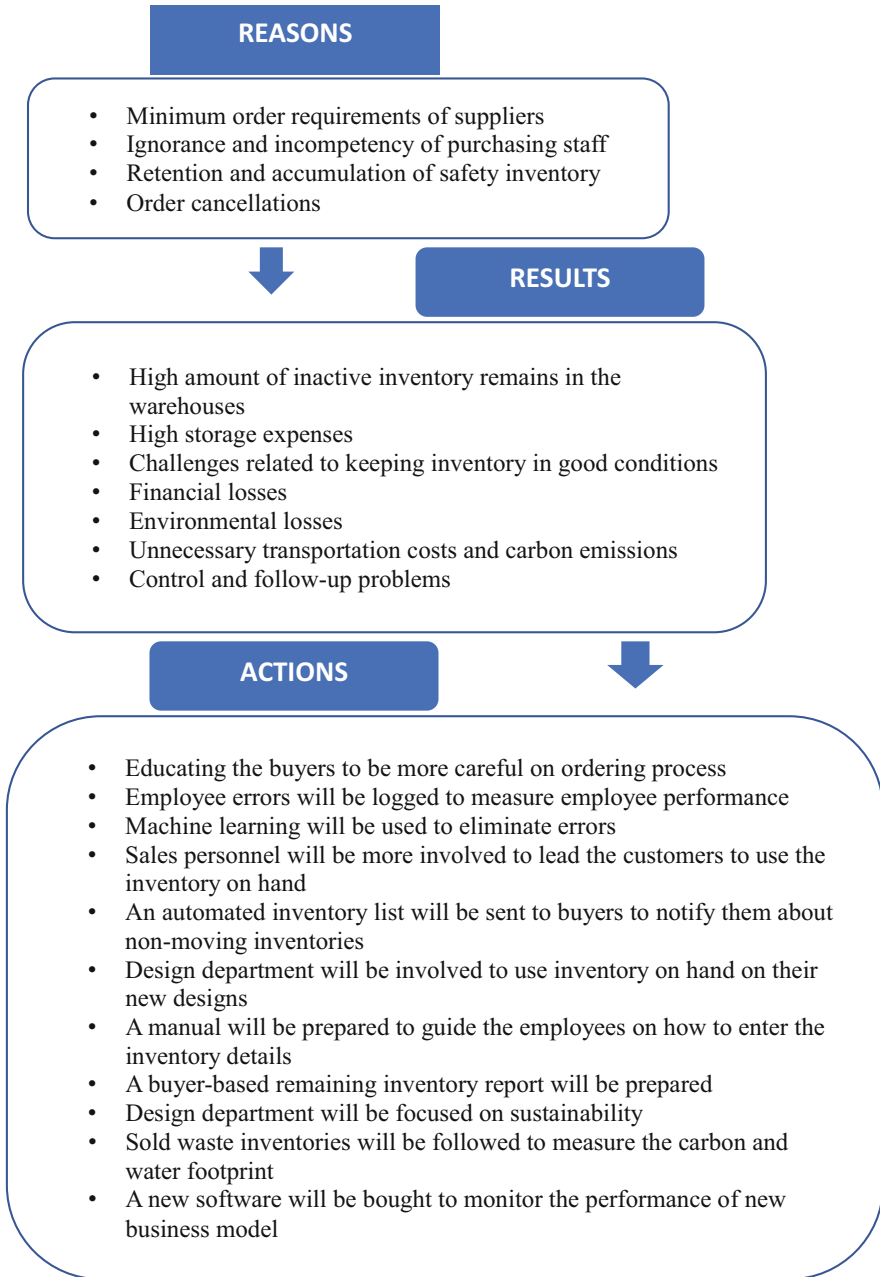 REASONS
• Minimum order requirements of suppliers
• Ignorance and incompetency of purchasing staff
• Retention and accumulation of safety inventory
• Order cancellations
RESULTS
• High amount of inactive inventory remains in the
warehouses
• High storage expenses
• Challenges related to keeping inventory in good conditions
• Financial losses
• Environmental losses
• Unnecessary transportation costs and carbon emissions
• Control and follow-up problems
ACTIONS
• Educating the buyers to be more careful on ordering process
• Employee errors will be logged to measure employee performance
• Machine learning will be used to eliminate errors
• Sales personnel will be more involved to lead the customers to use the
inventory on hand
• An automated inventory list will be sent to buyers to notify them about
non-moving inventories
• Design department will be involved to use inventory on hand on their
new designs
• A manual will be prepared to guide the employees on how to enter the
inventory details
• A buyer-based remaining inventory report will be prepared
• Design department will be focused on sustainability
• Sold waste inventories will be followed to measure the carbon and
water footprint
• A new software will be bought to monitor the performance of new
business model